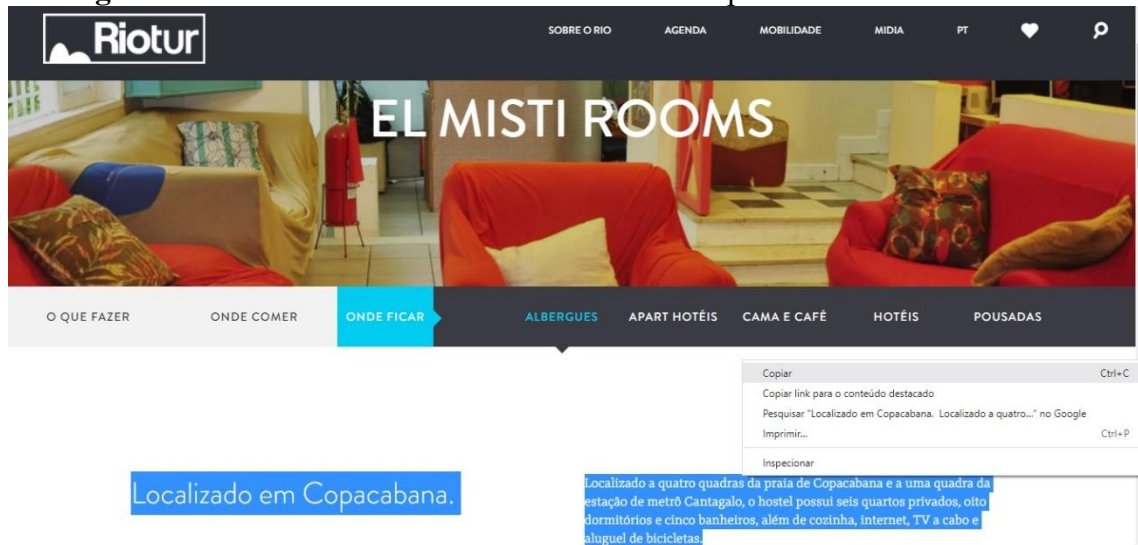 Riotur
SOBRE O RIO AGENDA MOBILIDADE MIDIA PT
EL MISTI ROOMS
O QUE FAZER ONDE COMER ONDE FICAR ALBERGUES APART HOTÉIS CAMA E CAFÉ HOTÉIS POUSADAS
Copiar Ctrl+C
Copiar link para o conteúdo destacado
Pesquisar "Localizado em Copacabana. Localizado a quatro..." no Google
Imprimir... Ctrl+P
Inspecionar
Localizado em Copacabana.
Localizado a quatro quadras da praia de Copacabana e a uma quadra da
estação de metrô Cantagalo, o hostel possui seis quartos privados, oito
dormitórios e cinco banheiros, além de cozinha, internet, TV a cabo e
aluguel de bicicletas.